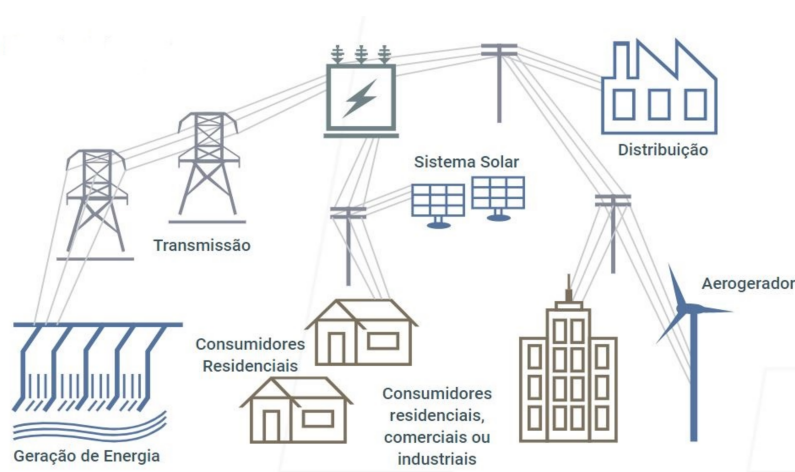 Distribuição
Sistema Solar
Transmissão
Aerogerador
Consumidores
Residenciais
Consumidores
residenciais,
comerciais ou
industriais
Geração de Energia